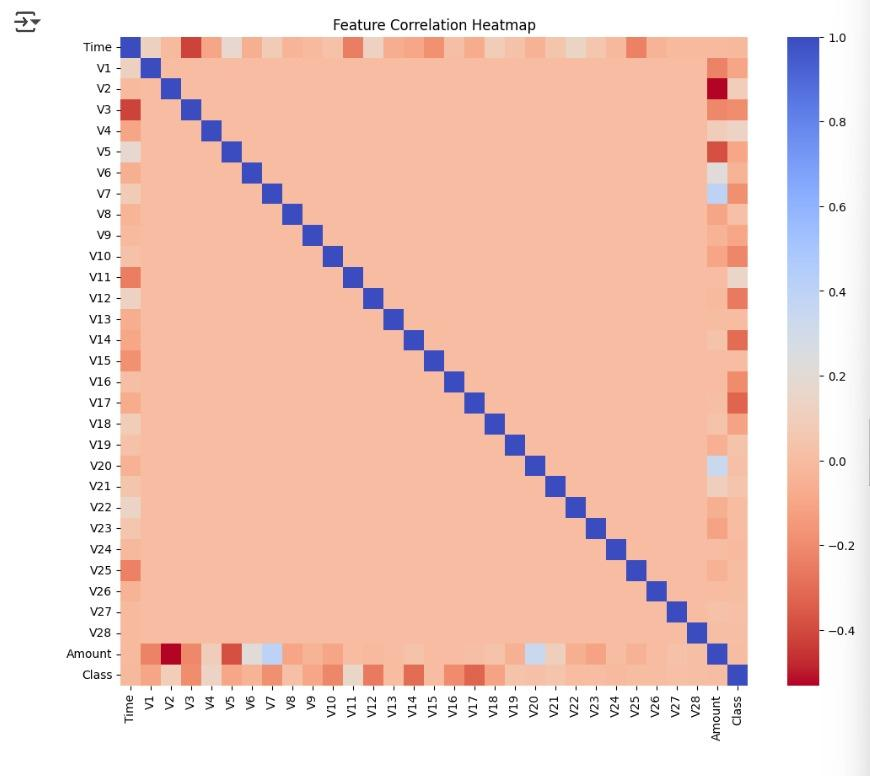 Feature Correlation Heatmap
Time
V1
V2
V3
V4
V5
V6
V7
V8
V9
V10
V11
V12
V13
V14
V15
V16
V17
V18
V19
V20
V21
V22
V23
V24
V25
V26
V27
V28
Amount
Class
Time
V1
V2
V3
V4
V5
V6
V7
V8
V9
V10
V11
V12
V13
V14
V15
V16
V17
V18
V19
V20
V21
V22
V23
V24
V25
V26
V27
V28
Amount
Class
1.0
0.8
0.6
0.4
0.2
0.0
−0.2
−0.4